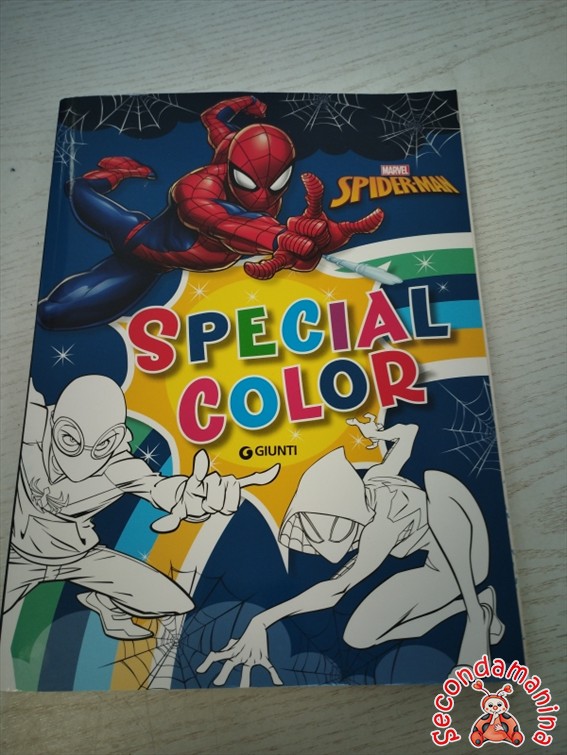 MARVEL
SPIDER-MAN
SPECIAL
COLOR
GIUNTI
Secondamanina